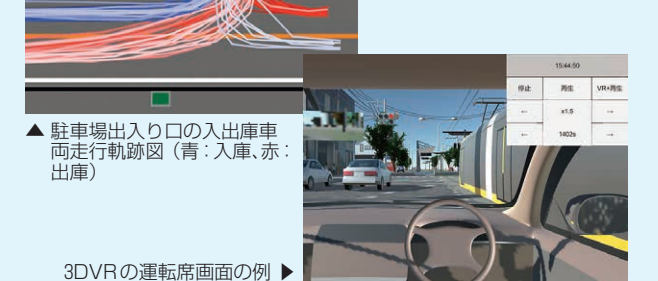 ▲ 駐車場出入り口の入出庫車
両走行軌跡図（青：入庫、赤：
出庫）
15:44:50
停止 再生 VR+再生
← x1.5 →
← 1402s →
3DVRの運転席画面の例 ▶